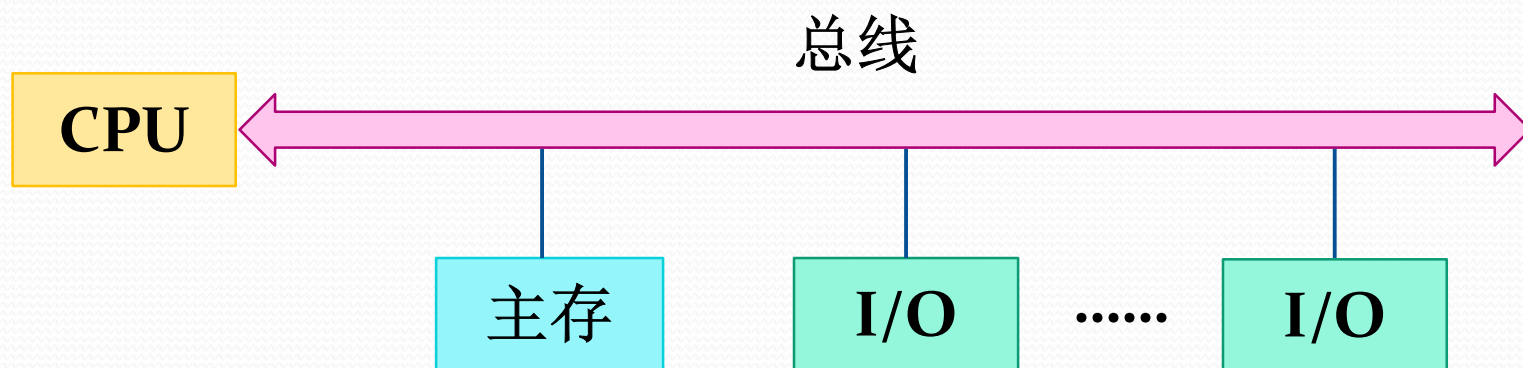 总线
CPU
主存
I/O
......
I/O